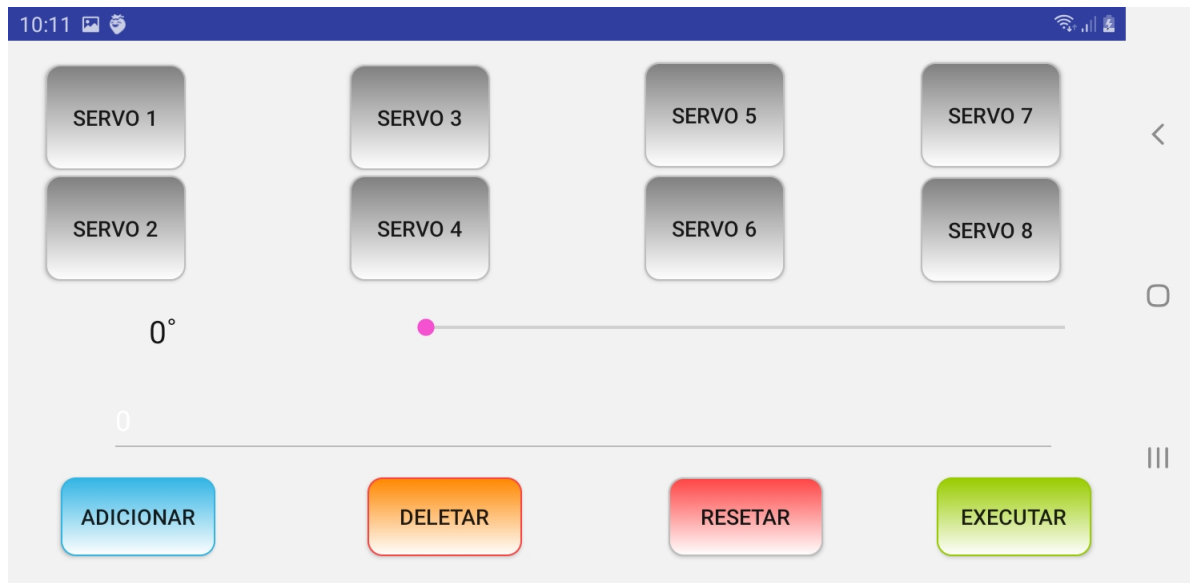 10:11
SERVO 1 SERVO 3 SERVO 5 SERVO 7
SERVO 2 SERVO 4 SERVO 6 SERVO 8
0°
0
ADICIONAR DELETAR RESETAR EXECUTAR